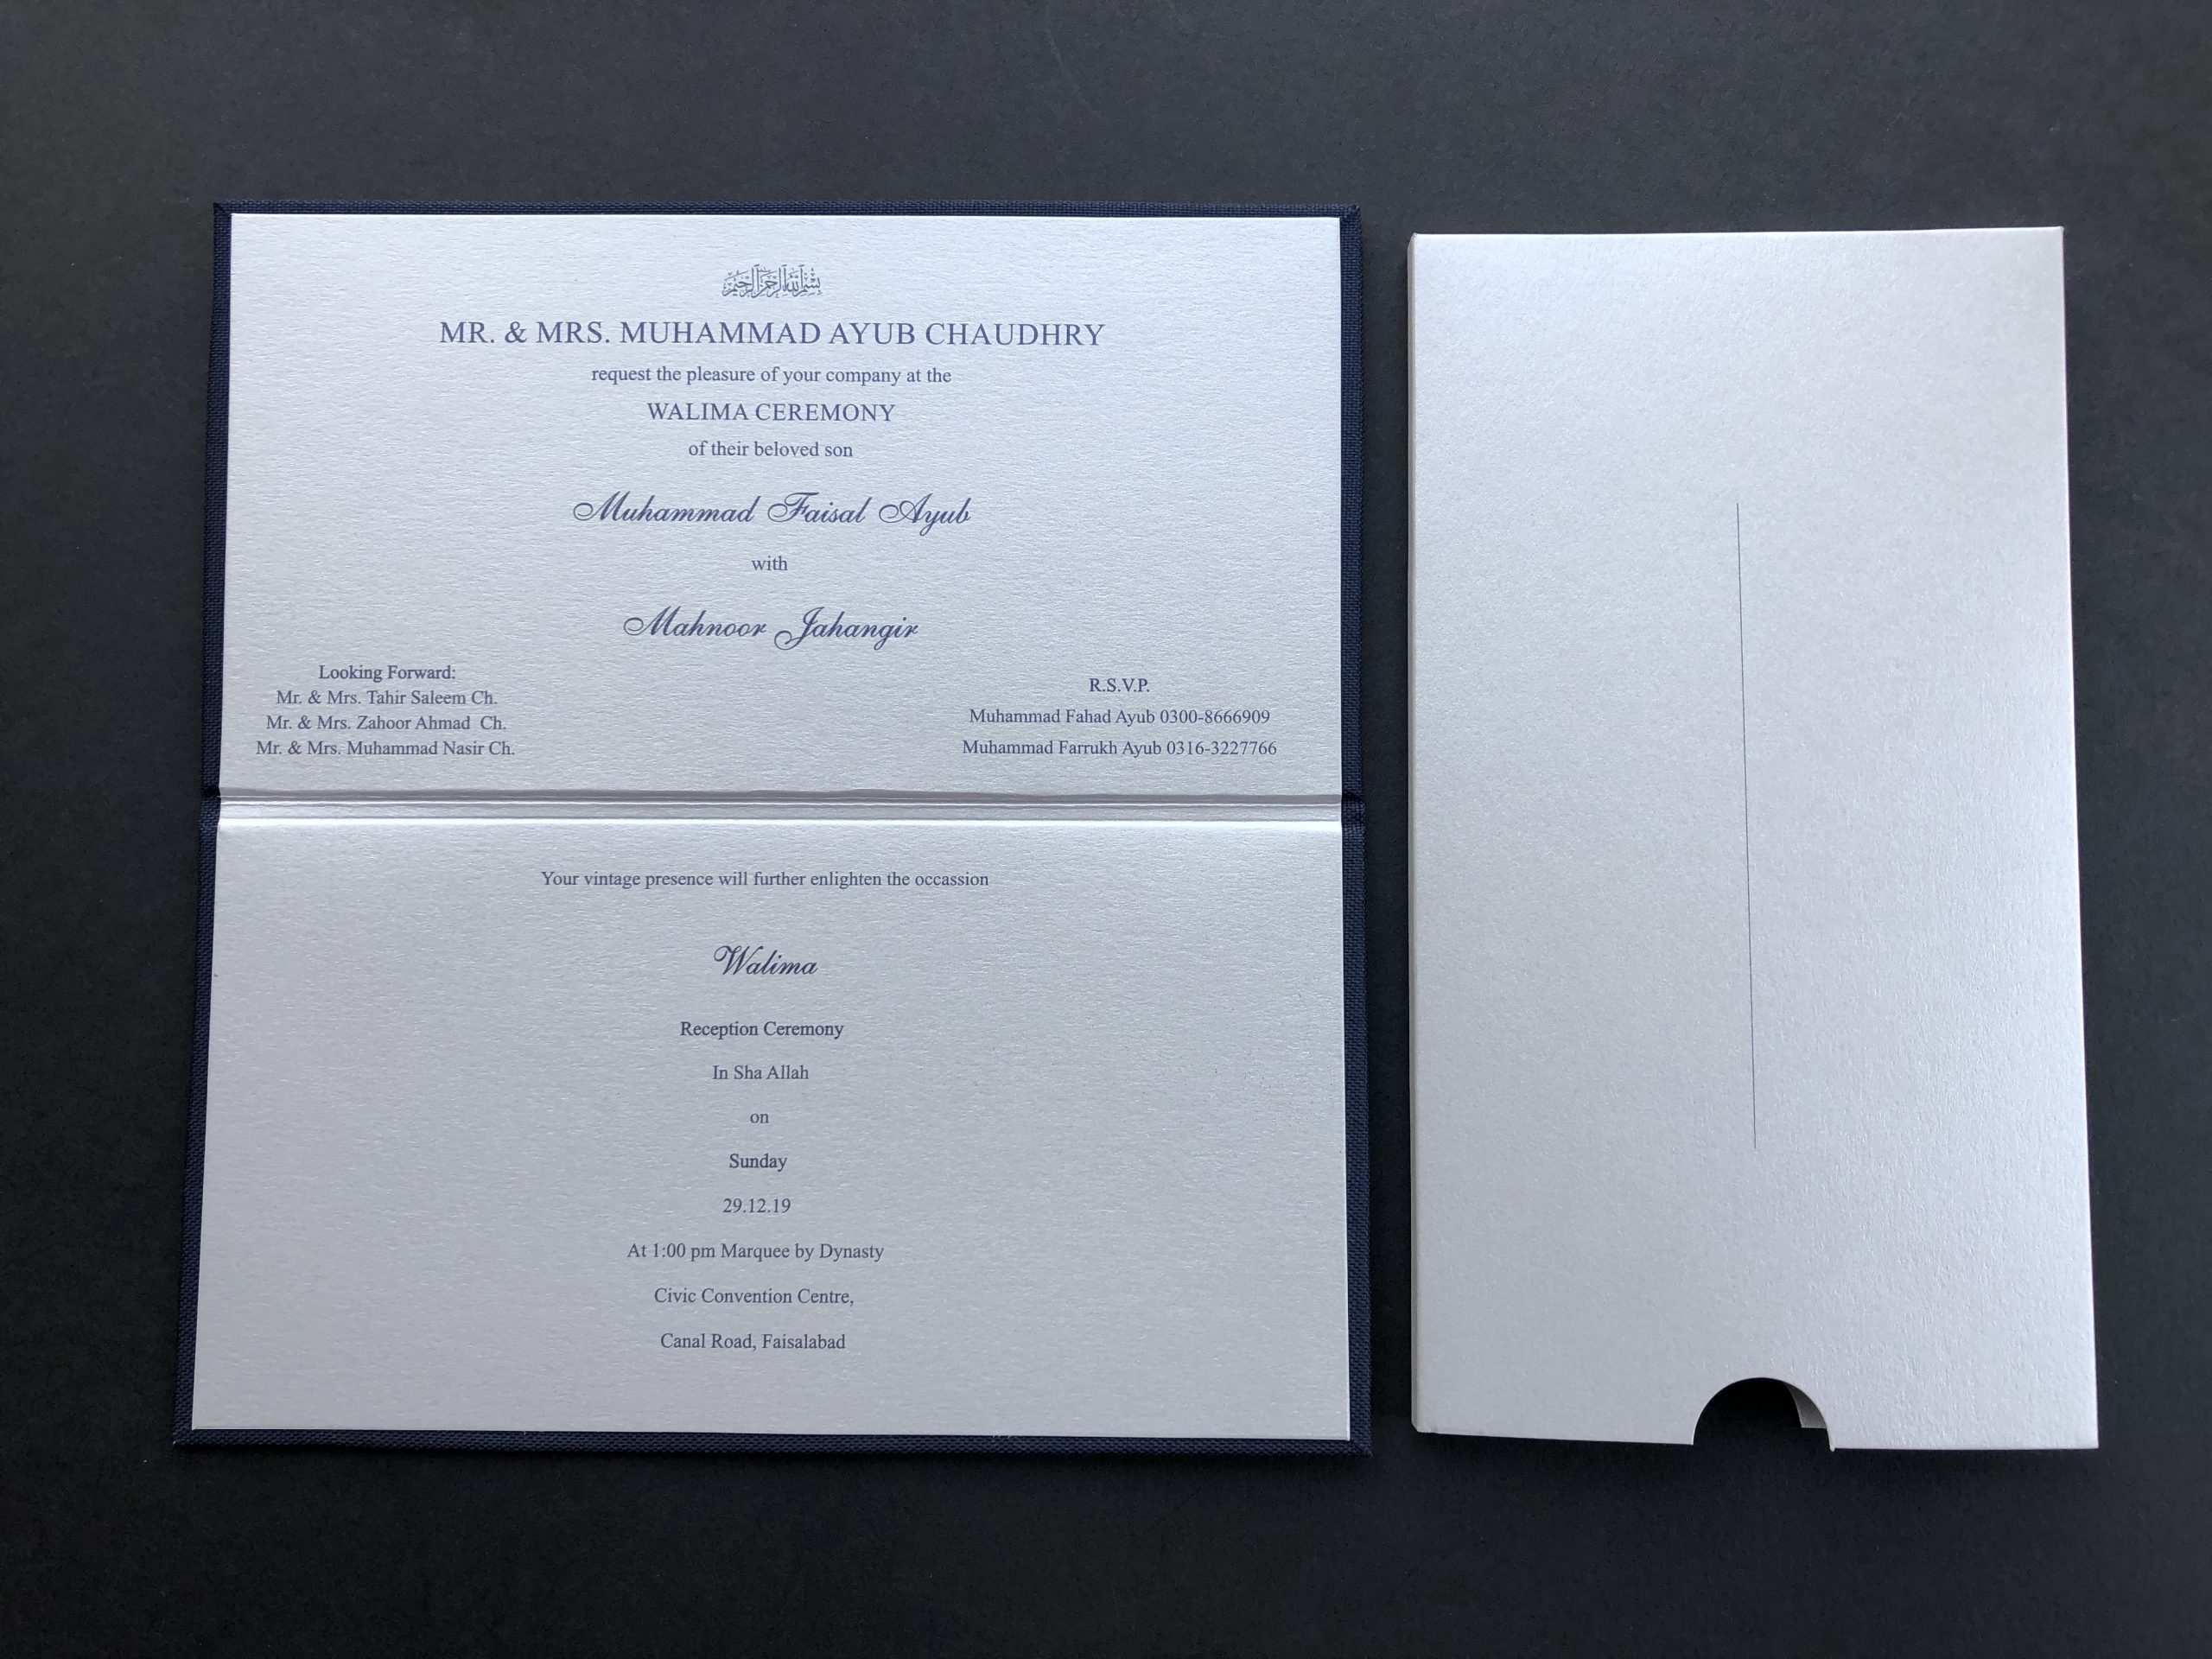 بسم الله الرحمن الرحيم
MR. & MRS. MUHAMMAD AYUB CHAUDHRY
request the pleasure of your company at the
WALIMA CEREMONY
of their beloved son
Muhammad Faisal Ayub
with
Mahnoor Jahangir
Looking Forward:
Mr. & Mrs. Tahir Saleem Ch.
Mr. & Mrs. Zahoor Ahmad Ch.
Mr. & Mrs. Muhammad Nasir Ch.
R.S.V.P.
Muhammad Fahad Ayub 0300-8666909
Muhammad Farrukh Ayub 0316-3227766
Your vintage presence will further enlighten the occassion
Walima
Reception Ceremony
In Sha Allah
on
Sunday
29.12.19
At 1:00 pm Marquee by Dynasty
Civic Convention Centre,
Canal Road, Faisalabad